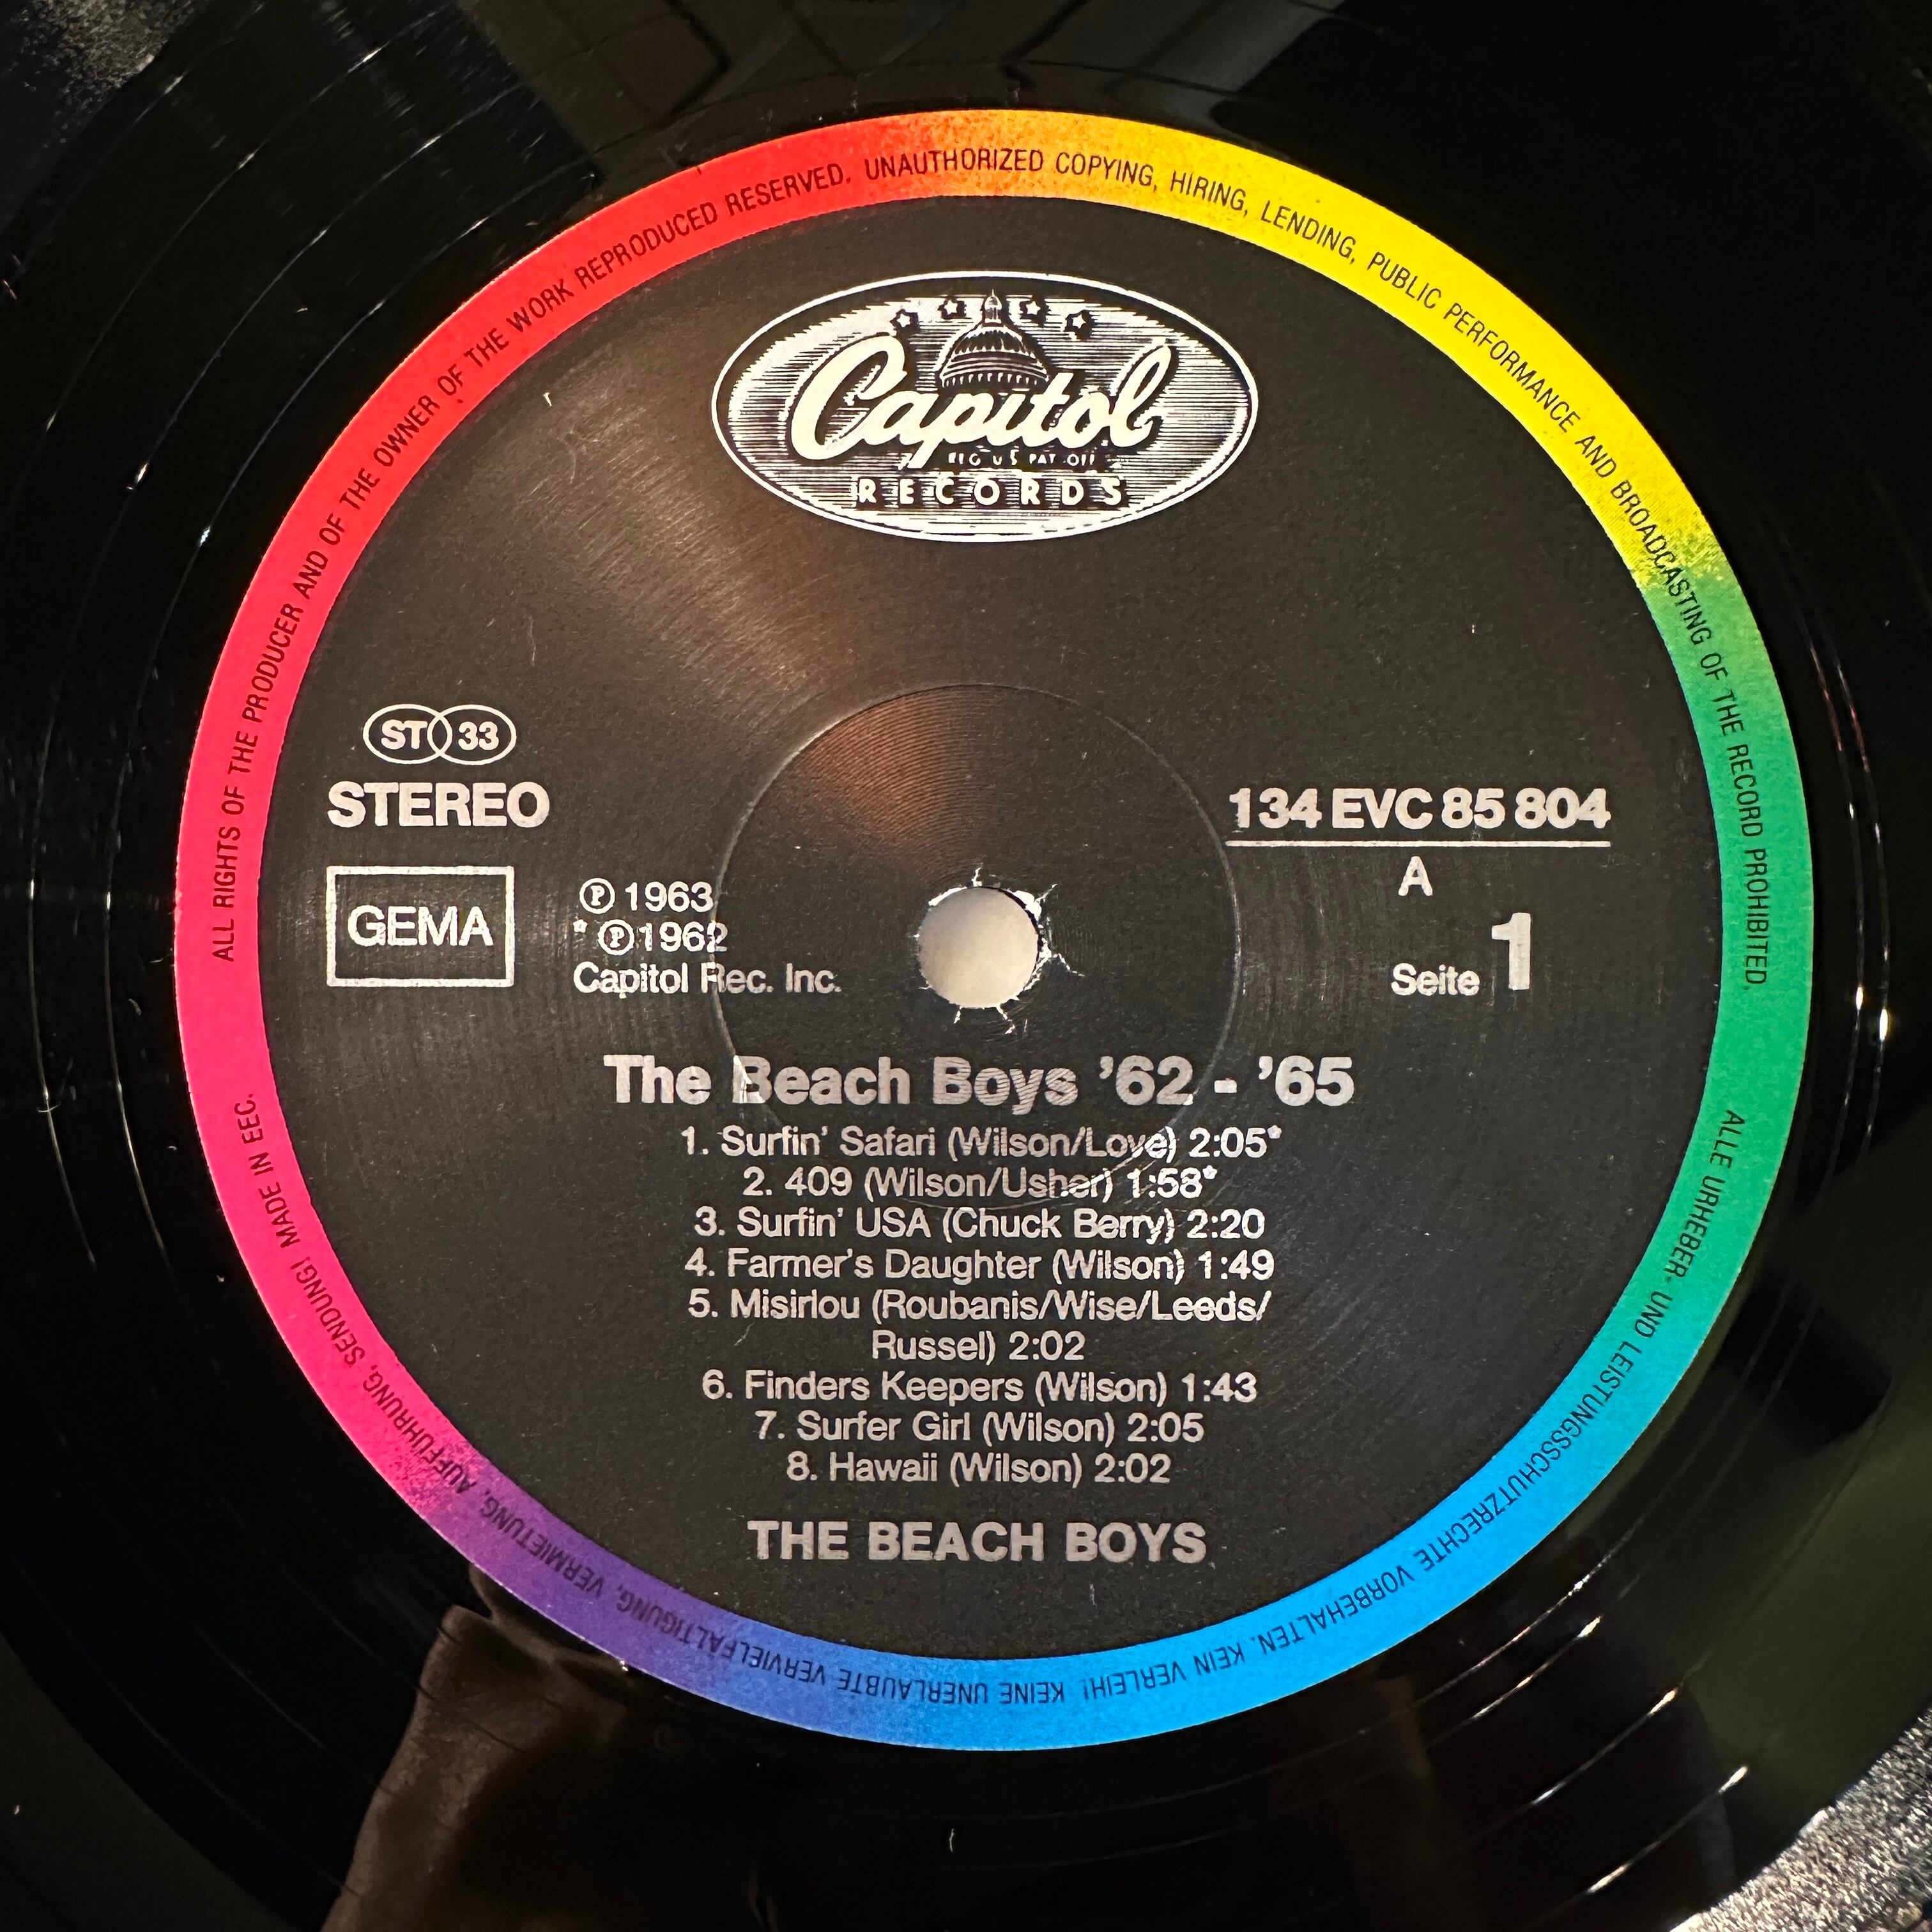 ALL RIGHTS OF THE PRODUCER AND OF THE OWNER OF THE WORK REPRODUCED RESERVED. UNAUTHORIZED COPYING, HIRING, LENDING, PUBLIC PERFORMANCE AND BROADCASTING OF THE RECORD PROHIBITED.
Capitol
REG U S PAT OFF
RECORDS
ST 33
STEREO
GEMA
℗ 1963
* ℗ 1962
Capitol Rec. Inc.
134 EVC 85 804
A
Seite 1
The Beach Boys '62 - '65
1. Surfin' Safari (Wilson/Love) 2:05*
2. 409 (Wilson/Usher) 1:58*
3. Surfin' USA (Chuck Berry) 2:20
4. Farmer's Daughter (Wilson) 1:49
5. Misirlou (Roubanis/Wise/Leeds/
Russel) 2:02
6. Finders Keepers (Wilson) 1:43
7. Surfer Girl (Wilson) 2:05
8. Hawaii (Wilson) 2:02
THE BEACH BOYS
ALLE URHEBER- UND LEISTUNGSSCHUTZRECHTE VORBEHALTEN. KEIN VERLEIH! KEINE UNERLAUBTE VERVIELFÄLTIGUNG, VERMIETUNG, AUFFÜHRUNG, SENDUNG! MADE IN EEC.